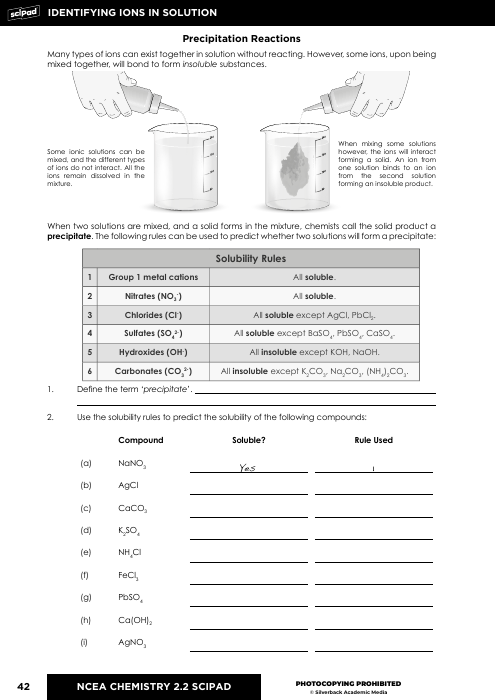 scipad IDENTIFYING IONS IN SOLUTION
Precipitation Reactions
Many types of ions can exist together in solution without reacting. However, some ions, upon being
mixed together, will bond to form insoluble substances.
Some ionic solutions can be
mixed, and the different types
of ions do not interact. All the
ions remain dissolved in the
mixture.
When mixing some solutions
however, the ions will interact
forming a solid. An ion from
one solution binds to an ion
from the second solution
forming an insoluble product.
When two solutions are mixed, and a solid forms in the mixture, chemists call the solid product a
precipitate. The following rules can be used to predict whether two solutions will form a precipitate:
Solubility Rules
1 Group 1 metal cations All soluble.
2 Nitrates (NO₃⁻) All soluble.
3 Chlorides (Cl⁻) All soluble except AgCl, PbCl₂.
4 Sulfates (SO₄²⁻) All soluble except BaSO₄, PbSO₄, CaSO₄.
5 Hydroxides (OH⁻) All insoluble except KOH, NaOH.
6 Carbonates (CO₃²⁻) All insoluble except K₂CO₃, Na₂CO₃, (NH₄)₂CO₃.
1. Define the term 'precipitate'.
2. Use the solubility rules to predict the solubility of the following compounds:
Compound Soluble? Rule Used
(a) NaNO₃ Yes 1
(b) AgCl
(c) CaCO₃
(d) K₂SO₄
(e) NH₄Cl
(f) FeCl₃
(g) PbSO₄
(h) Ca(OH)₂
(i) AgNO₃
42 NCEA CHEMISTRY 2.2 SCIPAD PHOTOCOPYING PROHIBITED
© Silverback Academic Media